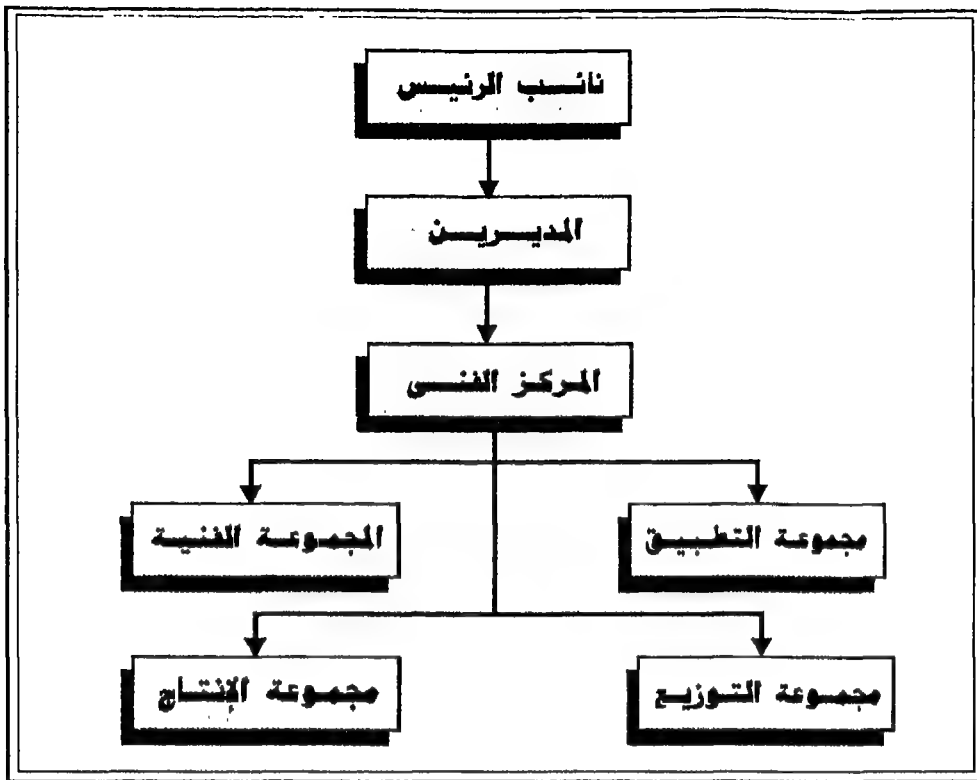 نائب الرئيس
المديرين
المركز الفنى
مجموعة التطبيق
المجموعة الفنية
مجموعة التوزيع
مجموعة الإنتاج